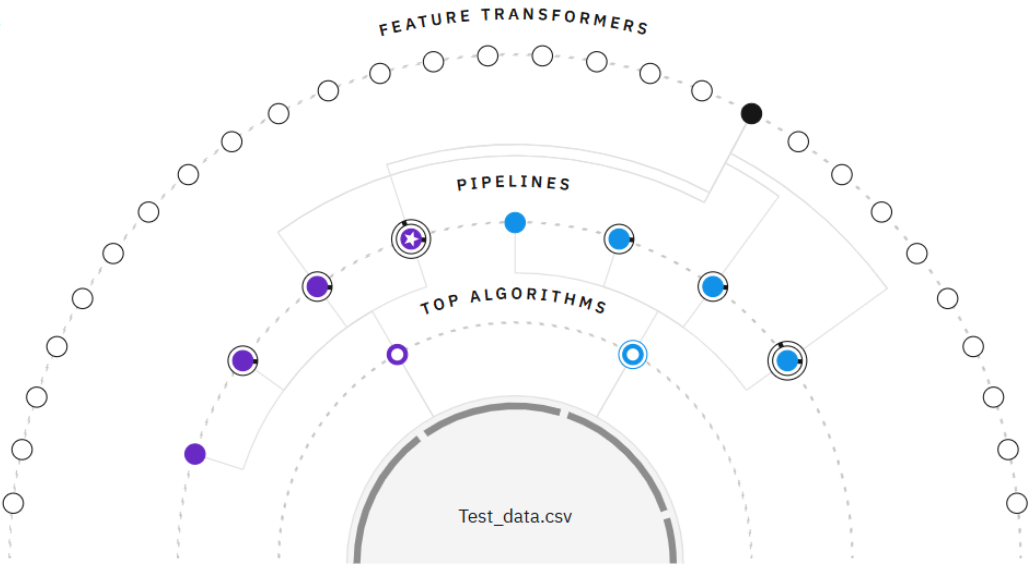 FEATURE TRANSFORMERS
PIPELINES
TOP ALGORITHMS
Test_data.csv